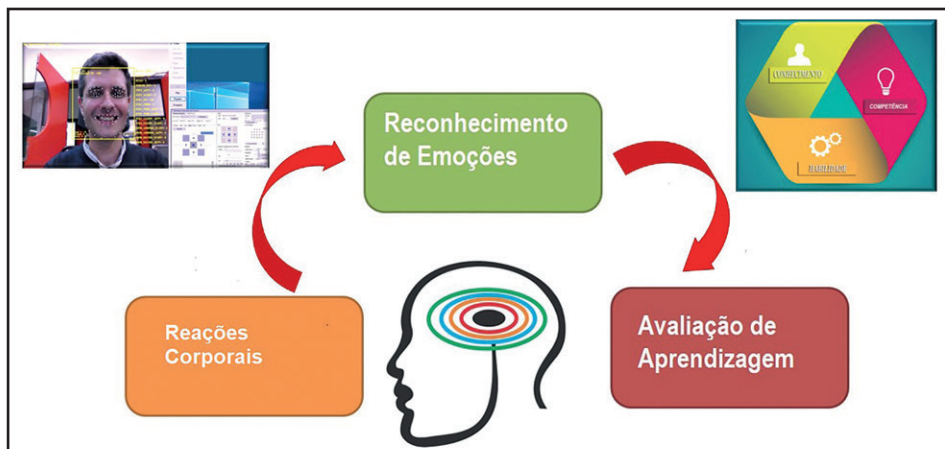 CONHECIMENTO
COMPETÊNCIA
HABILIDADE
Reconhecimento
de Emoções
Reações
Corporais
Avaliação de
Aprendizagem